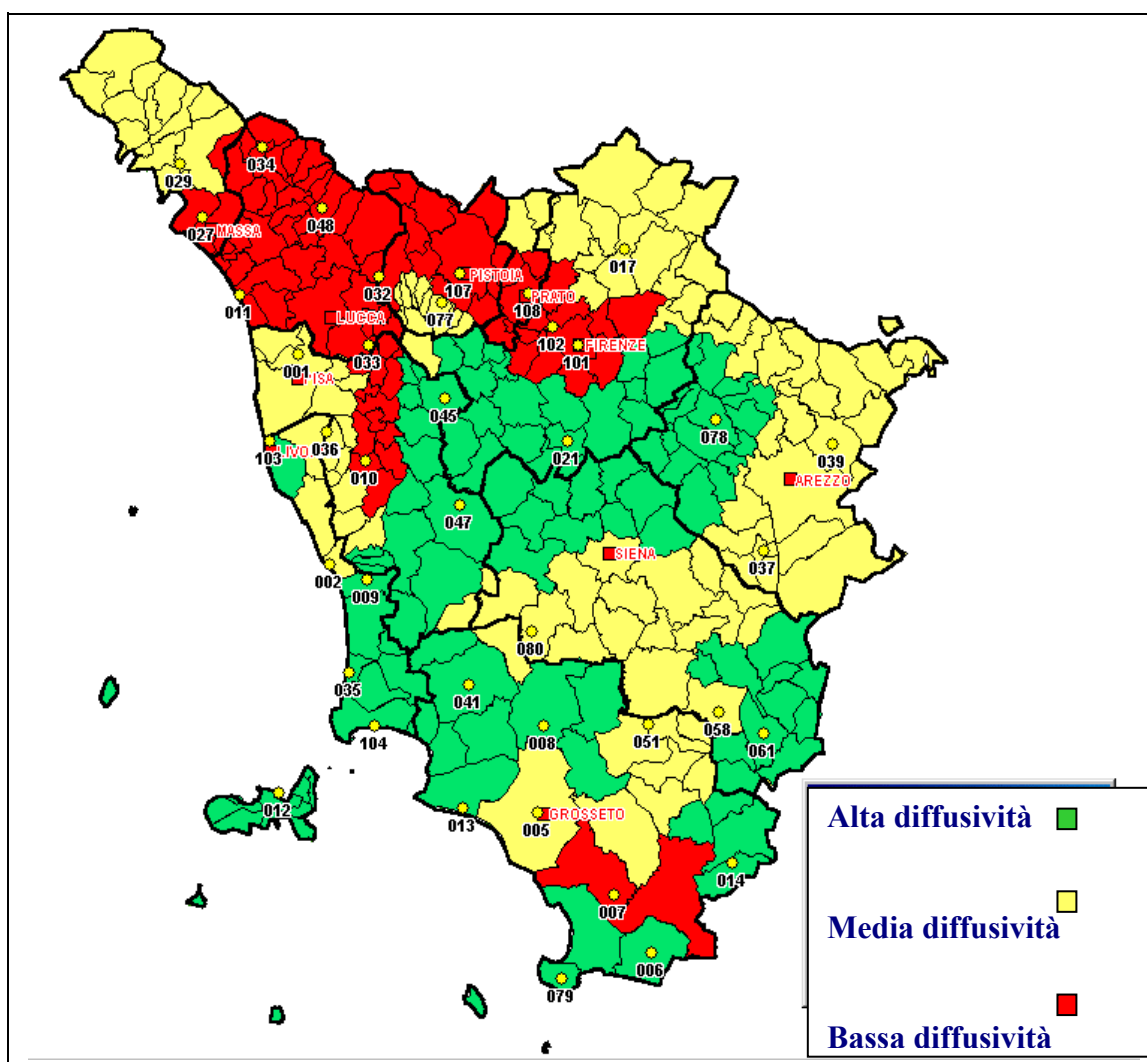 034
029
048
027 MASSA
017
032
107 PISTOIA
108 PRATO
011
077
LUCCA
102
101 FIRENZE
033
001
PISA
045
078
036
103 LIVO
021
039
010
AREZZO
047
SIENA
037
002
009
080
035
041
058
051
008
061
104
012
013
005 GROSSETO
Alta diffusività
014
007
Media diffusività
006
079
Bassa diffusività